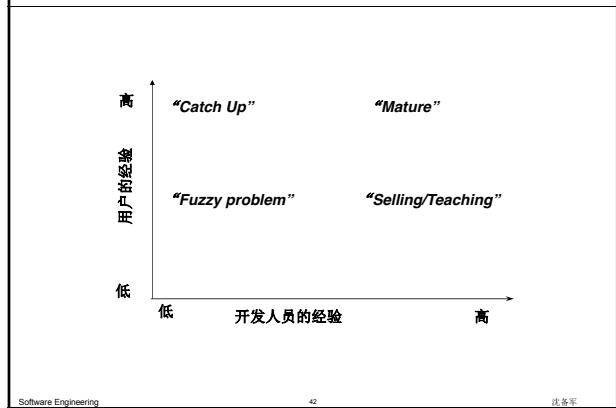 高 "Catch Up" "Mature"
用户的经验
"Fuzzy problem" "Selling/Teaching"
低
低 开发人员的经验 高
Software Engineering 42 沈备军